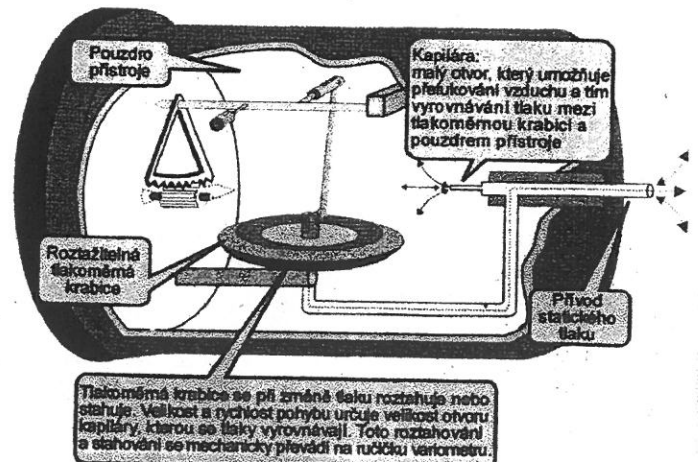 Pouzdro
přístroje
Kapilára:
malý otvor, který umožňuje
přefukování vzduchu a tím
vyrovnávání tlaku mezi
tlakoměrnou krabicí a
pouzdrem přístroje
Roztažitelná
tlakoměrná
krabice
Přívod
statického
tlaku
Tlakoměrná krabice se při změně tlaku roztahuje nebo
stahuje. Velikost a rychlost pohybu určuje velikost otvoru
kapiláry, kterou se tlaky vyrovnávají. Toto roztahování
a stahování se mechanicky převádí na ručičku variometru.